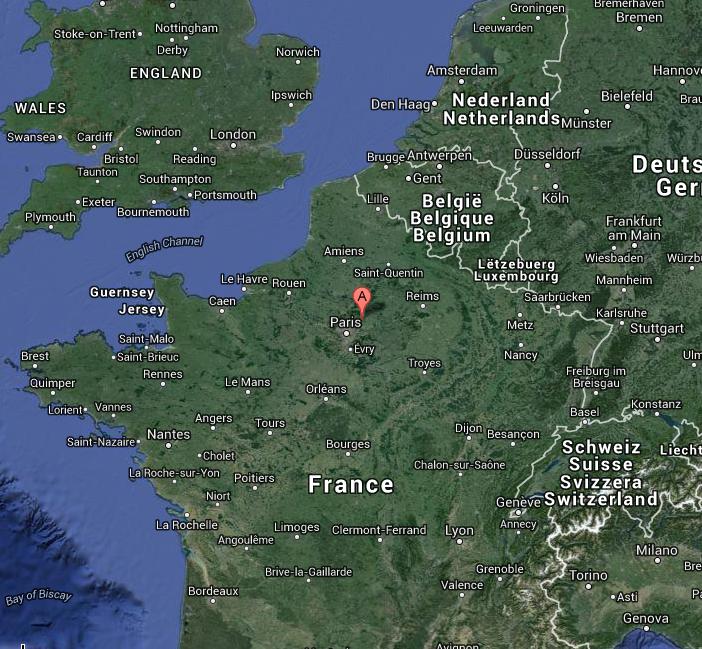 Groningen
Bremerhaven
Stoke-on-Trent
Nottingham
Leeuwarden
Bremen
Derby
Norwich
ENGLAND
Amsterdam
Hannove
Ipswich
Den Haag
Nederland
Netherlands
Bielefeld
Brau
WALES
Münster
Swansea
Cardiff
Swindon
London
Bristol
Reading
Brugge
Antwerpen
Düsseldorf
Deuts
Ger
Taunton
Southampton
Gent
Exeter
Portsmouth
Lille
België
Belgique
Belgium
Köln
Plymouth
Bournemouth
Frankfurt
am Main
English Channel
Amiens
Wiesbaden
Würzbu
Saint-Quentin
Lëtzebuerg
Luxembourg
Guernsey
Jersey
Le Havre
Rouen
Mannheim
Caen
A
Reims
Saarbrücken
Karlsruhe
Paris
Metz
Stuttgart
Saint-Malo
Évry
Brest
Saint-Brieuc
Nancy
Ulm
Quimper
Rennes
Le Mans
Orléans
Troyes
Freiburg im
Breisgau
Lorient
Vannes
Angers
Tours
Basel
Konstanz
Saint-Nazaire
Nantes
Cholet
Bourges
Dijon
Besançon
Schweiz
Suisse
Svizzera
Switzerland
Liecht
La Roche-sur-Yon
Poitiers
Chalon-sur-Saône
Niort
France
Genève
La Rochelle
Limoges
Clermont-Ferrand
Lyon
Annecy
Angoulême
Milano
Bre
Brive-la-Gaillarde
Grenoble
Torino
Bay of Biscay
Bordeaux
Valence
Asti
Genova
Avignon